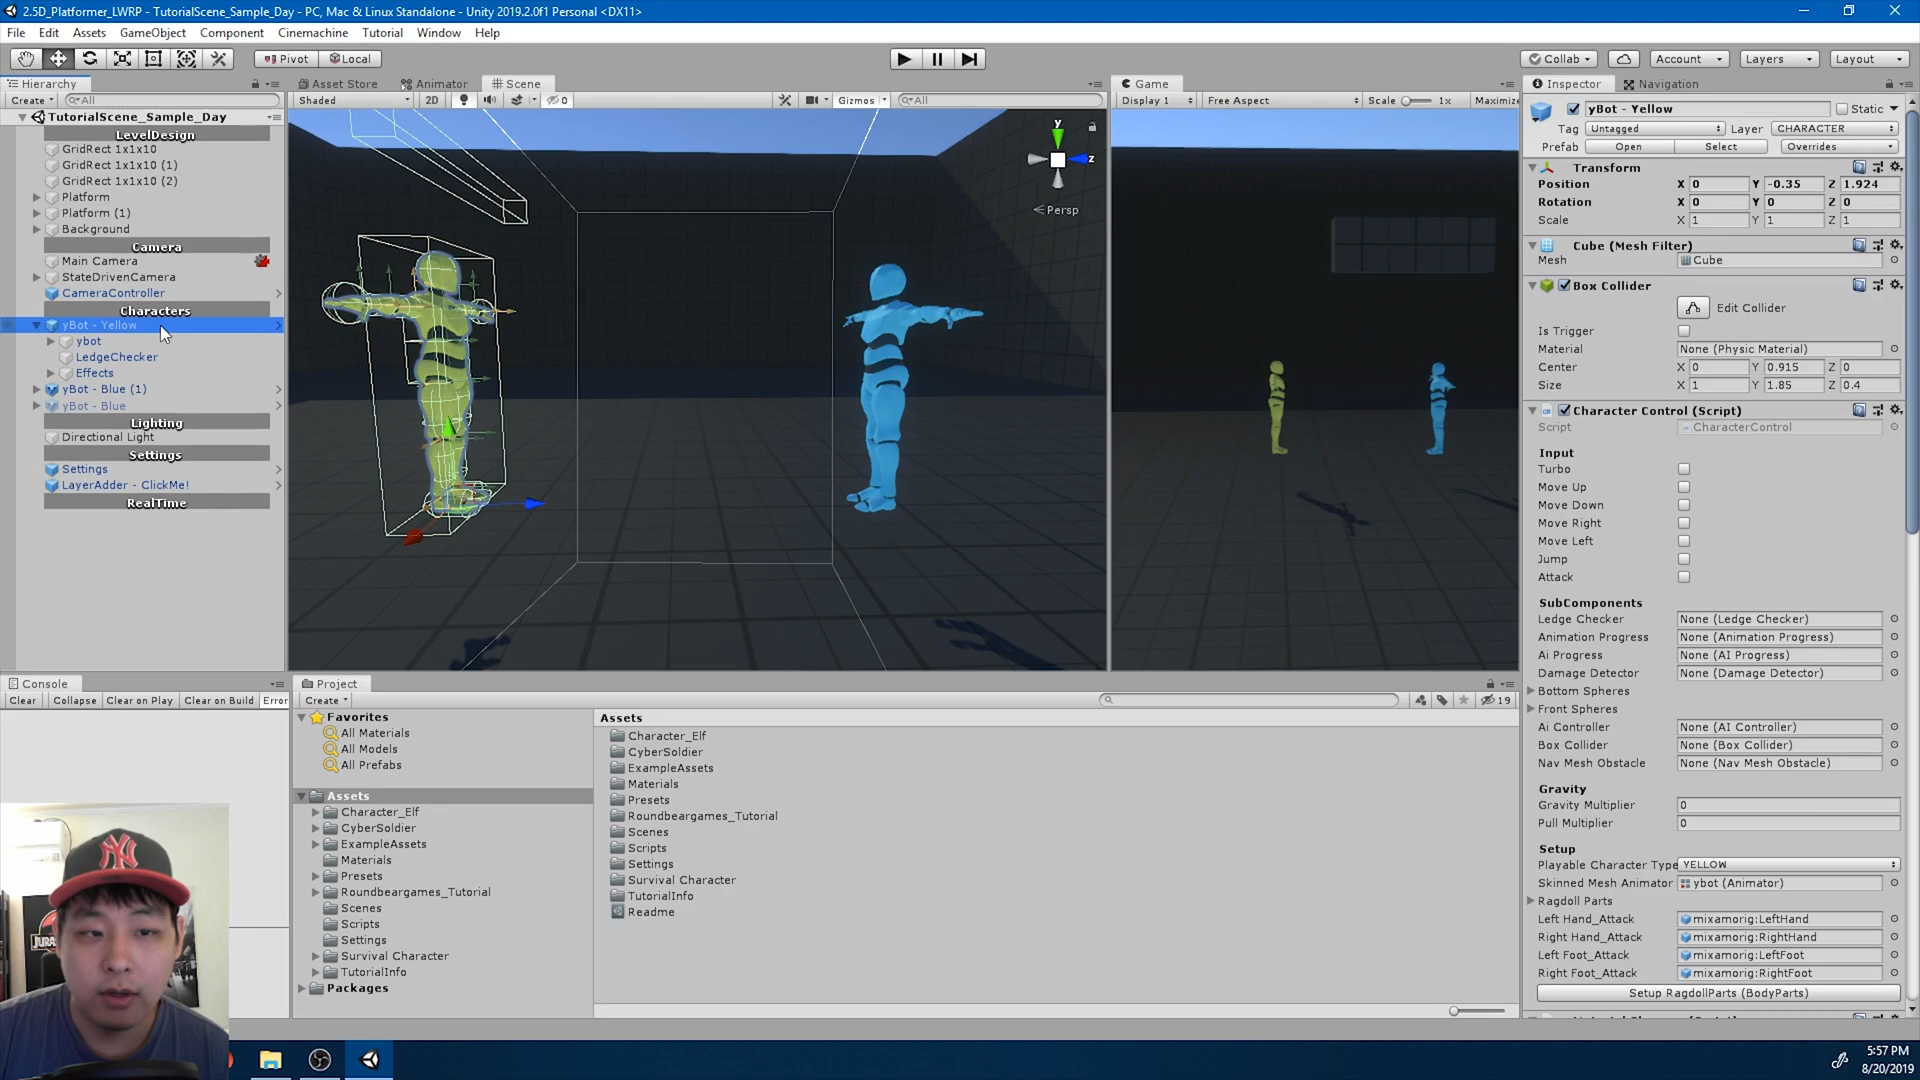 2.5D_Platformer_LWRP - TutorialScene_Sample_Day - PC, Mac & Linux Standalone - Unity 2019.2.0f1 Personal <DX11>
File Edit Assets GameObject Component Cinemachine Tutorial Window Help
Pivot Local Collab Account Layers Layout
Hierarchy
Create All
TutorialScene_Sample_Day
LevelDesign
GridRect 1x1x10
GridRect 1x1x10 (1)
GridRect 1x1x10 (2)
Platform
Platform (1)
Background
Camera
Main Camera
StateDrivenCamera
CameraController
Characters
yBot - Yellow
ybot
LedgeChecker
Effects
yBot - Blue (1)
yBot - Blue
Lighting
Directional Light
Settings
Settings
LayerAdder - ClickMe!
RealTime
Asset Store Animator Scene
Shaded 2D 0 Gizmos All
y
z
Persp
Game
Display 1 Free Aspect Scale 1x Maximize
Inspector Navigation
yBot - Yellow Static
Tag Untagged Layer CHARACTER
Prefab Open Select Overrides
Transform
Position X 0 Y -0.35 Z 1.924
Rotation X 0 Y 0 Z 0
Scale X 1 Y 1 Z 1
Cube (Mesh Filter)
Mesh Cube
Box Collider
Edit Collider
Is Trigger
Material None (Physic Material)
Center X 0 Y 0.915 Z 0
Size X 1 Y 1.85 Z 0.4
Character Control (Script)
Script CharacterControl
Input
Turbo
Move Up
Move Down
Move Right
Move Left
Jump
Attack
SubComponents
Ledge Checker None (Ledge Checker)
Animation Progress None (Animation Progress)
Ai Progress None (AI Progress)
Damage Detector None (Damage Detector)
Bottom Spheres
Front Spheres
Ai Controller None (AI Controller)
Box Collider None (Box Collider)
Nav Mesh Obstacle None (Nav Mesh Obstacle)
Gravity
Gravity Multiplier 0
Pull Multiplier 0
Setup
Playable Character Type YELLOW
Skinned Mesh Animator ybot (Animator)
Ragdoll Parts
Left Hand_Attack mixamorig:LeftHand
Right Hand_Attack mixamorig:RightHand
Left Foot_Attack mixamorig:LeftFoot
Right Foot_Attack mixamorig:RightFoot
Setup RagdollParts (BodyParts)
Console
Clear Collapse Clear on Play Clear on Build Error
Project
Create 19
Favorites
All Materials
All Models
All Prefabs
Assets
Character_Elf
CyberSoldier
ExampleAssets
Materials
Presets
Roundbeargames_Tutorial
Scenes
Scripts
Settings
Survival Character
TutorialInfo
Packages
Assets
Character_Elf
CyberSoldier
ExampleAssets
Materials
Presets
Roundbeargames_Tutorial
Scenes
Scripts
Settings
Survival Character
TutorialInfo
Readme
NY
5:57 PM
8/20/2019